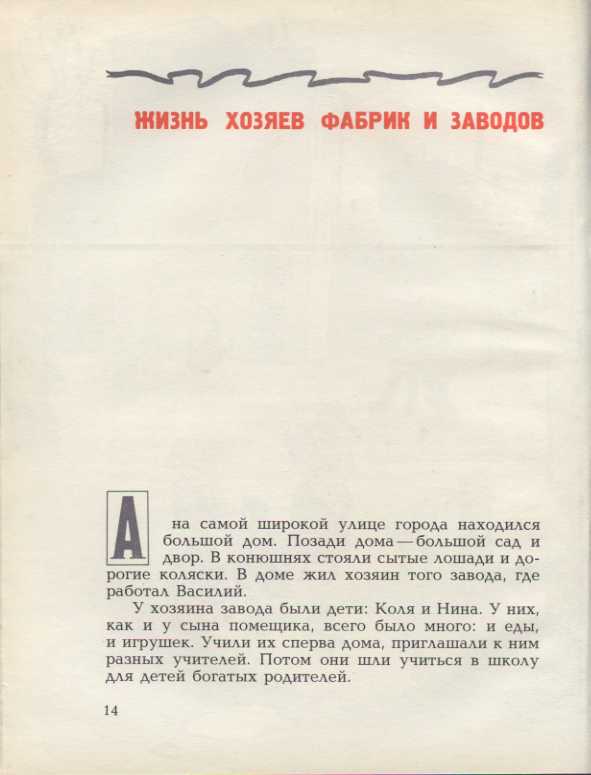 ЖИЗНЬ ХОЗЯЕВ ФАБРИК И ЗАВОДОВ
А на самой широкой улице города находился
большой дом. Позади дома — большой сад и
двор. В конюшнях стояли сытые лошади и до-
рогие коляски. В доме жил хозяин того завода, где
работал Василий.
У хозяина завода были дети: Коля и Нина. У них,
как и у сына помещика, всего было много: и еды,
и игрушек. Учили их сперва дома, приглашали к ним
разных учителей. Потом они шли учиться в школу
для детей богатых родителей.
14